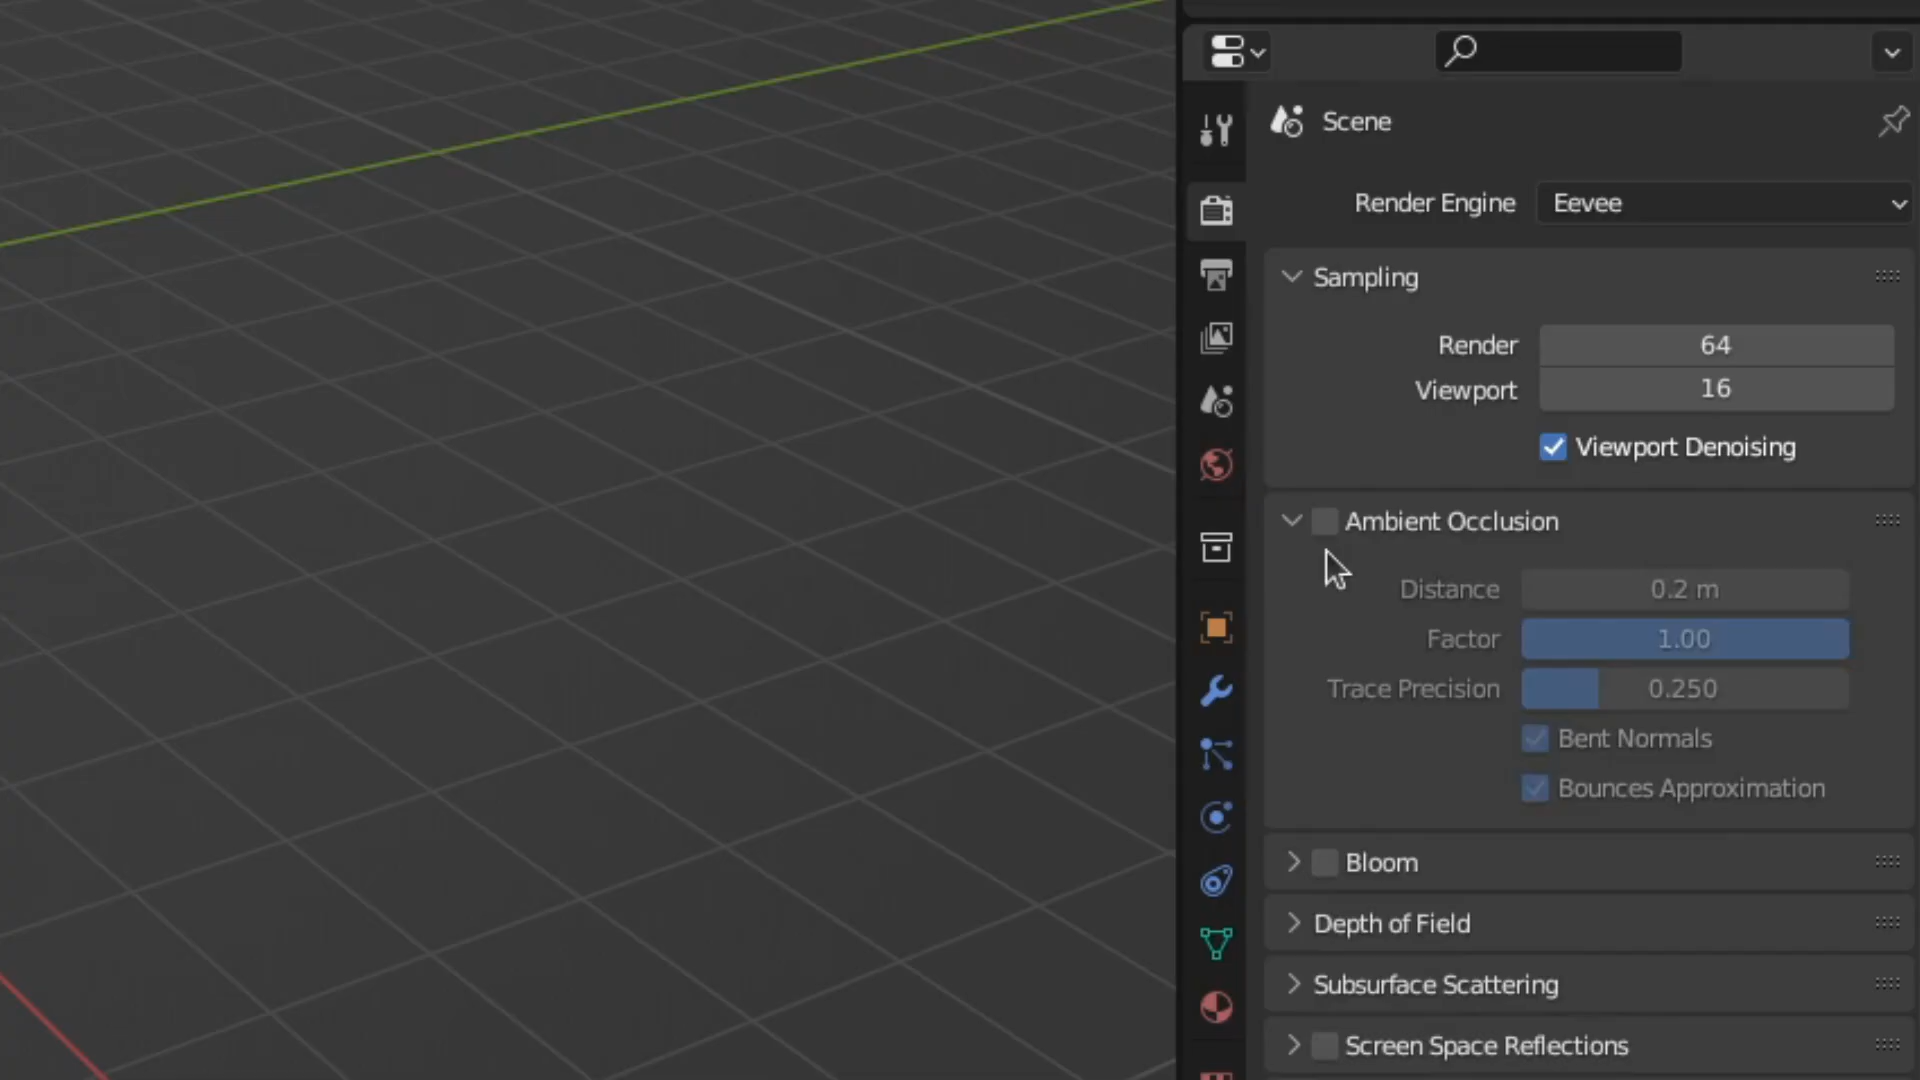 Scene
Render Engine Eevee
Sampling
Render 64
Viewport 16
Viewport Denoising
Ambient Occlusion
Distance 0.2 m
Factor 1.00
Trace Precision 0.250
Bent Normals
Bounces Approximation
Bloom
Depth of Field
Subsurface Scattering
Screen Space Reflections